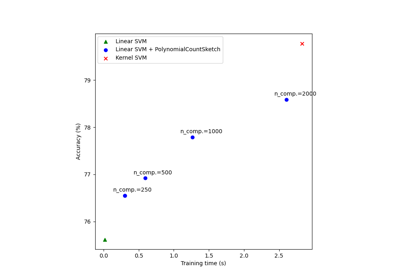 Linear SVM
Linear SVM + PolynomialCountSketch
Kernel SVM
79
n_comp.=2000
78
n_comp.=1000
77
n_comp.=500
n_comp.=250
76
Accuracy (%)
0.0 0.5 1.0 1.5 2.0 2.5
Training time (s)